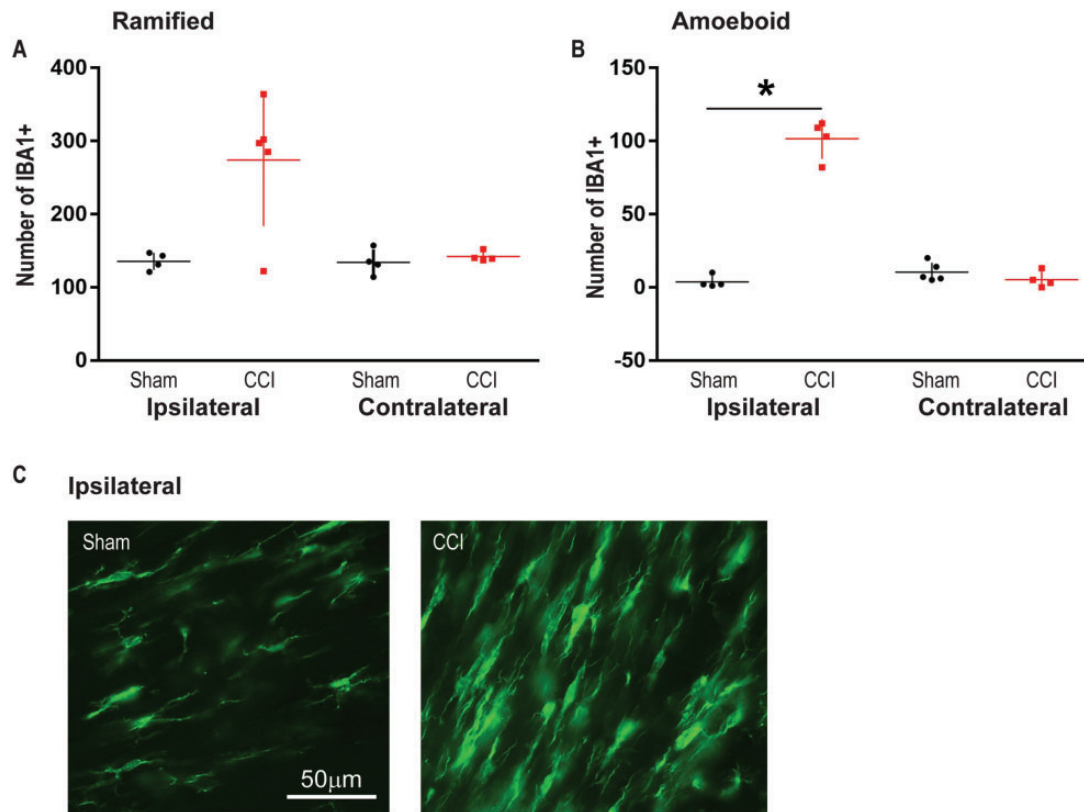 Ramified
A
Number of IBA1+
400
300
200
100
0
Sham CCI Sham CCI
Ipsilateral Contralateral
Amoeboid
B
Number of IBA1+
150
100
50
0
-50
*
Sham CCI Sham CCI
Ipsilateral Contralateral
C
Ipsilateral
Sham
50μm
CCI